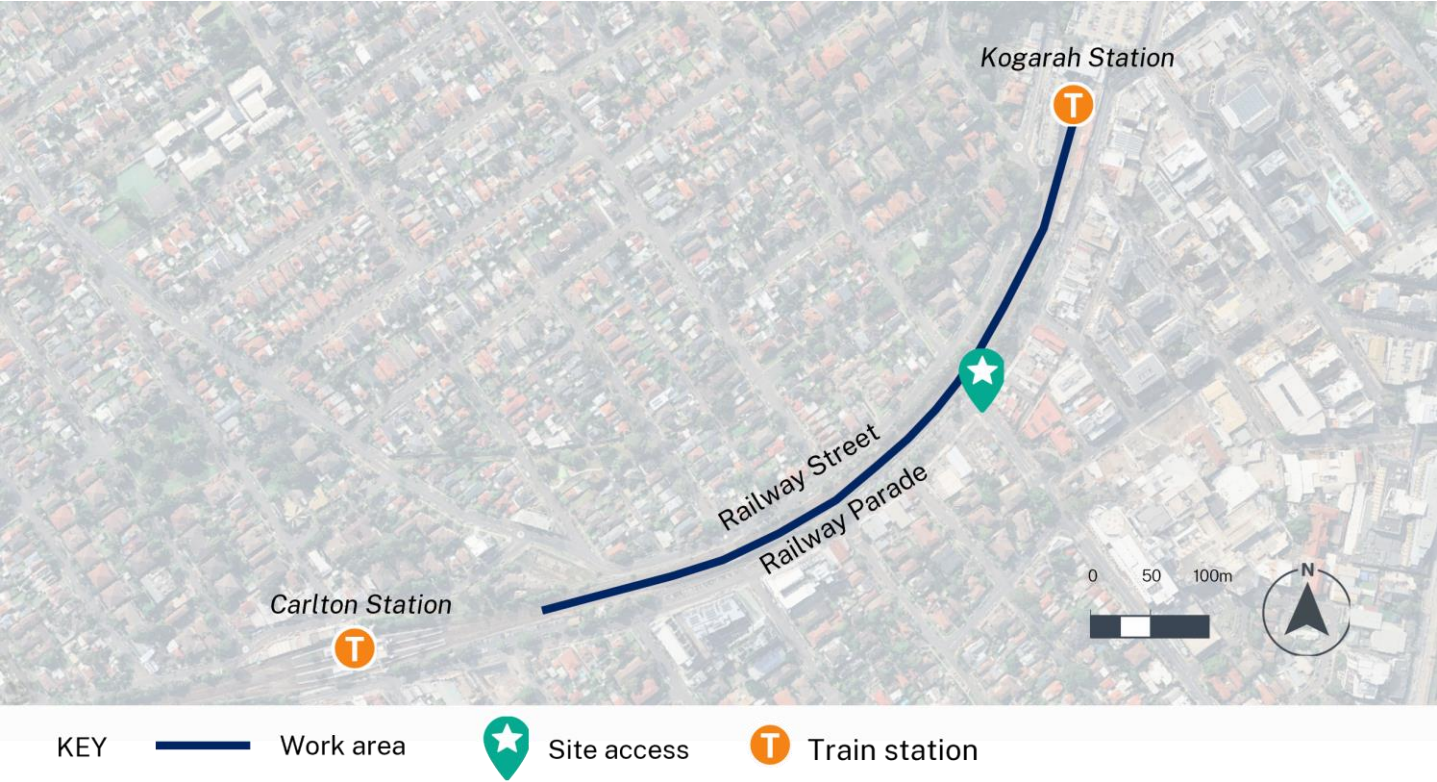 Kogarah Station
T
Railway Street
Railway Parade
0 50 100m
N
Carlton Station
T
KEY Work area Site access T Train station